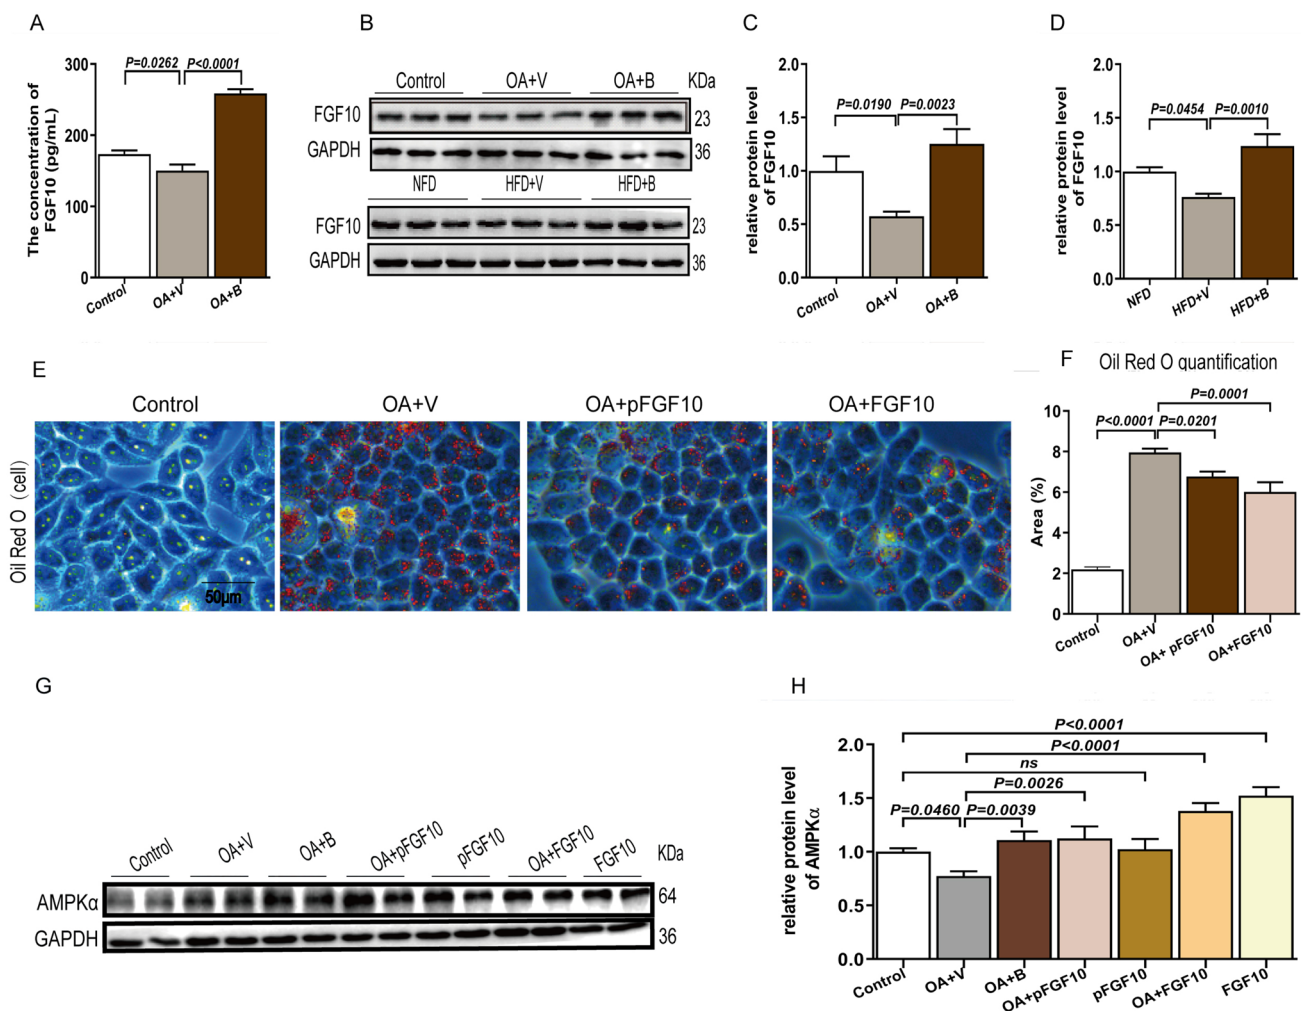 A
The concentration of
FGF10 (pg/mL)
300
200
100
0
P=0.0262
P<0.0001
Control
OA+V
OA+B
B
Control
OA+V
OA+B
KDa
FGF10
23
GAPDH
36
NFD
HFD+V
HFD+B
FGF10
23
GAPDH
36
C
relative protein level
of FGF10
2.0
1.5
1.0
0.5
0.0
P=0.0190
P=0.0023
Control
OA+V
OA+B
D
relative protein level
of FGF10
2.0
1.5
1.0
0.5
0.0
P=0.0454
P=0.0010
NFD
HFD+V
HFD+B
E
Control
OA+V
OA+pFGF10
OA+FGF10
Oil Red O (cell)
50μm
F
Oil Red O quantification
Area (%)
10
8
6
4
2
0
P=0.0001
P<0.0001
P=0.0201
Control
OA+V
OA+ pFGF10
OA+FGF10
G
Control
OA+V
OA+B
OA+pFGF10
pFGF10
OA+FGF10
FGF10
KDa
AMPKα
64
GAPDH
36
H
relative protein level
of AMPKα
2.0
1.5
1.0
0.5
0.0
P<0.0001
P<0.0001
ns
P=0.0026
P=0.0460
P=0.0039
Control
OA+V
OA+B
OA+pFGF10
pFGF10
OA+FGF10
FGF10